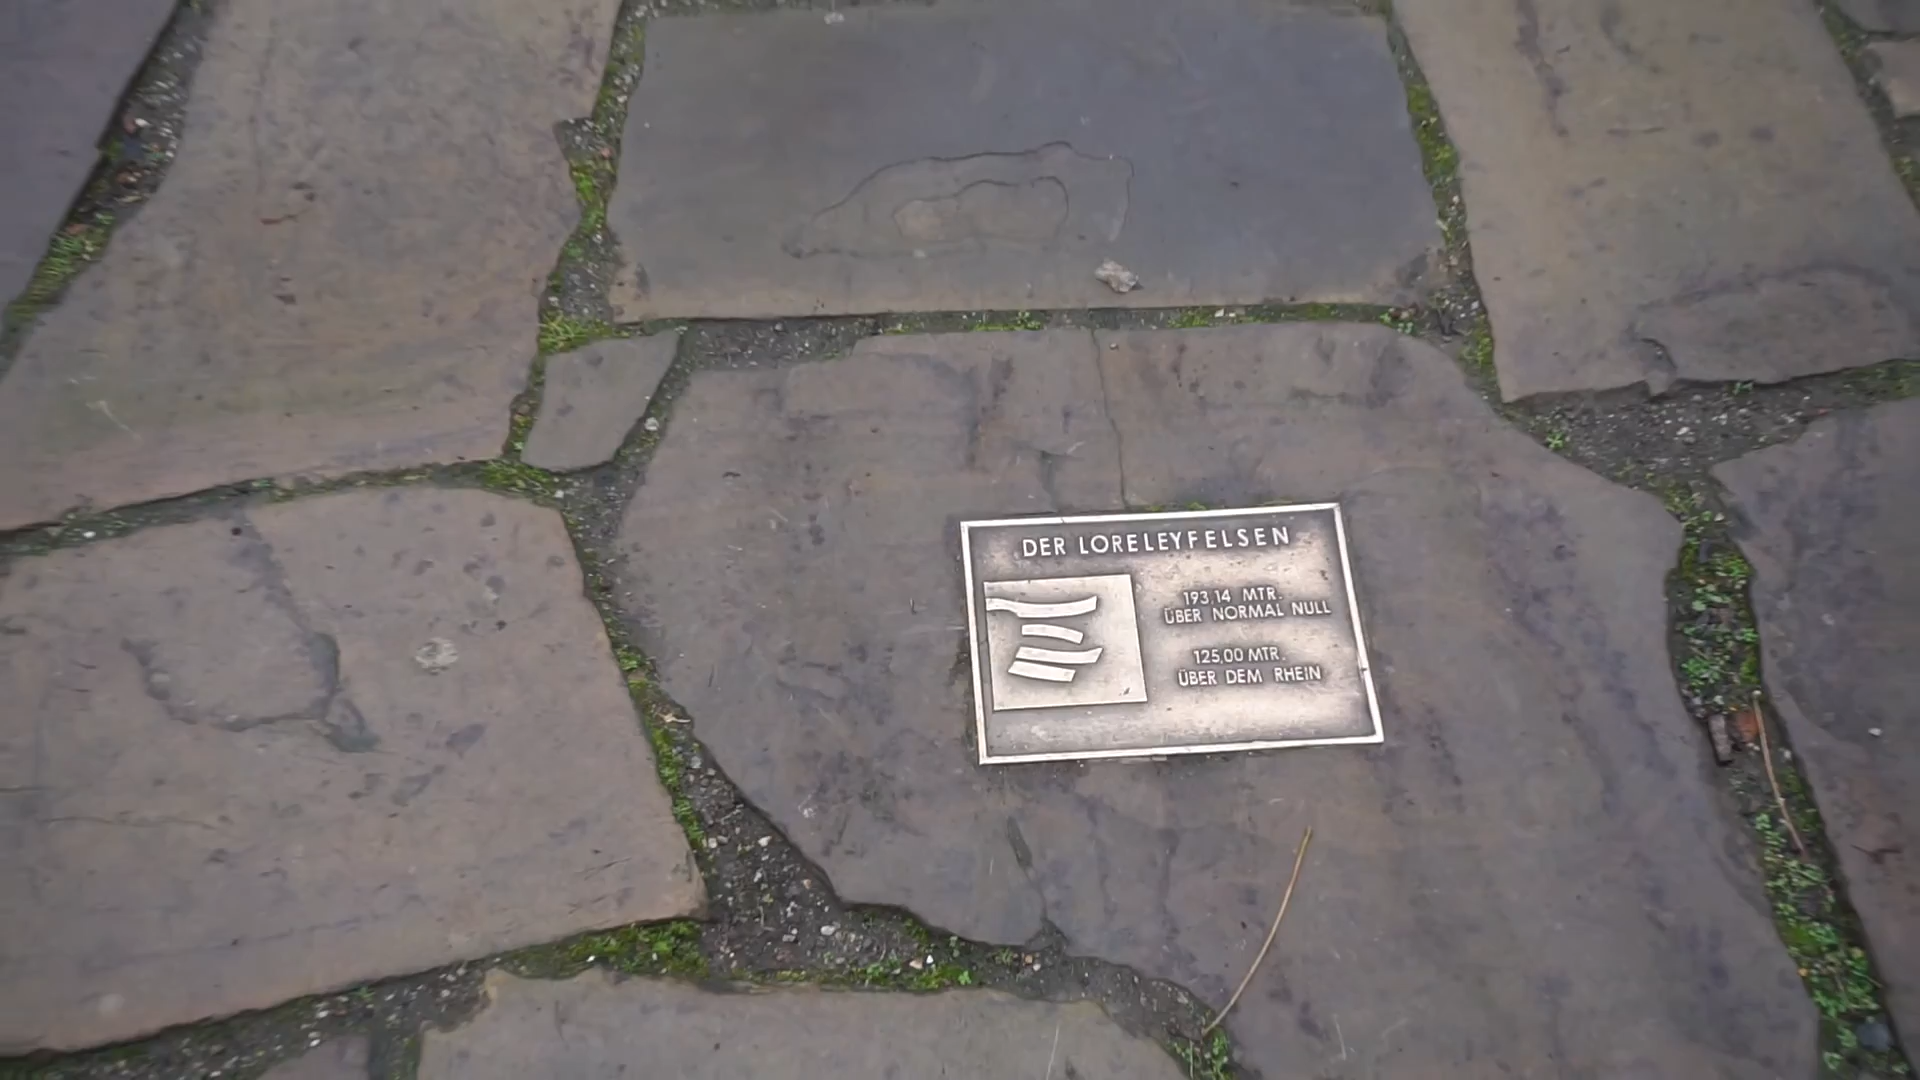 DER LORELEYFELSEN
193,14 MTR.
ÜBER NORMAL NULL
125,00 MTR.
ÜBER DEM RHEIN